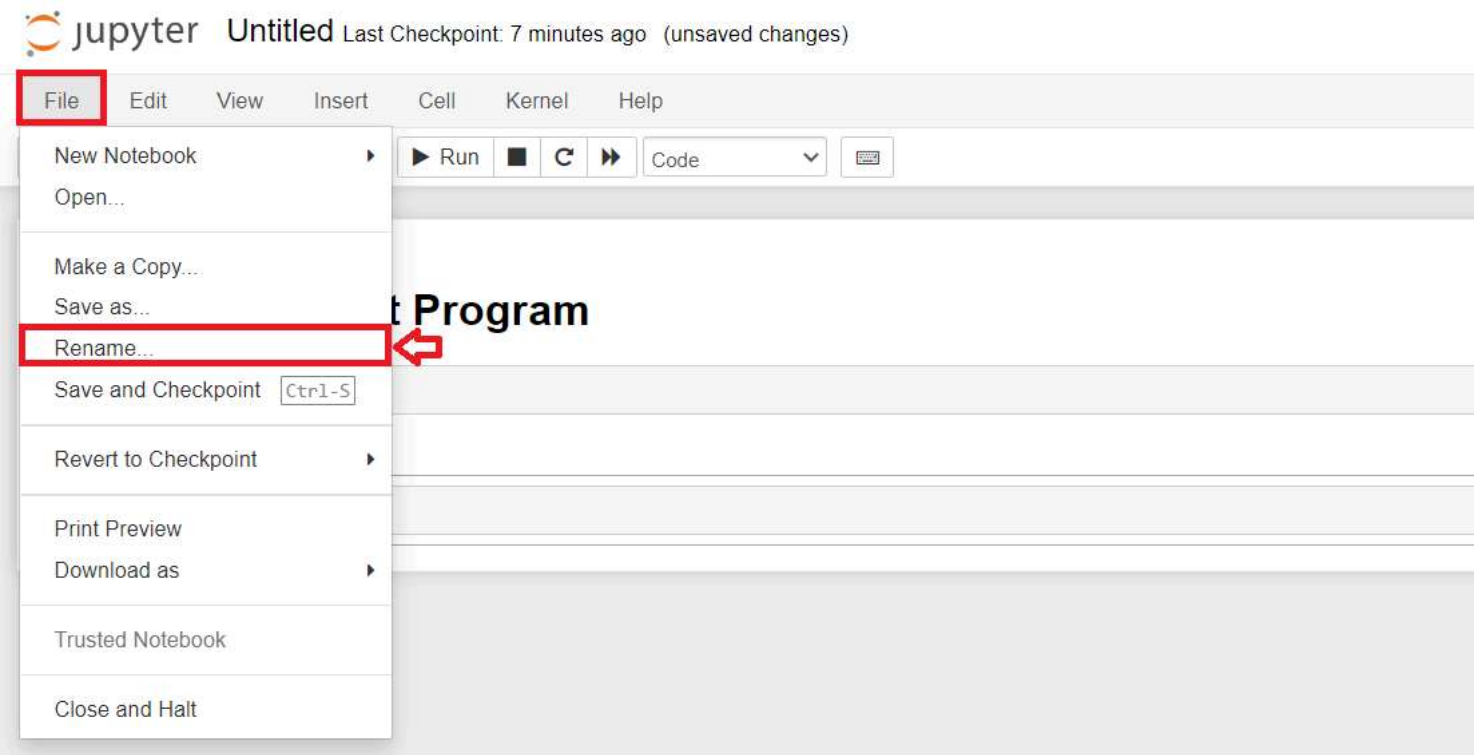 jupyter Untitled Last Checkpoint: 7 minutes ago (unsaved changes)
File Edit View Insert Cell Kernel Help
Run Code
New Notebook
Open...
Make a Copy...
Save as...
t Program
Rename...
Save and Checkpoint Ctrl-S
Revert to Checkpoint
Print Preview
Download as
Trusted Notebook
Close and Halt